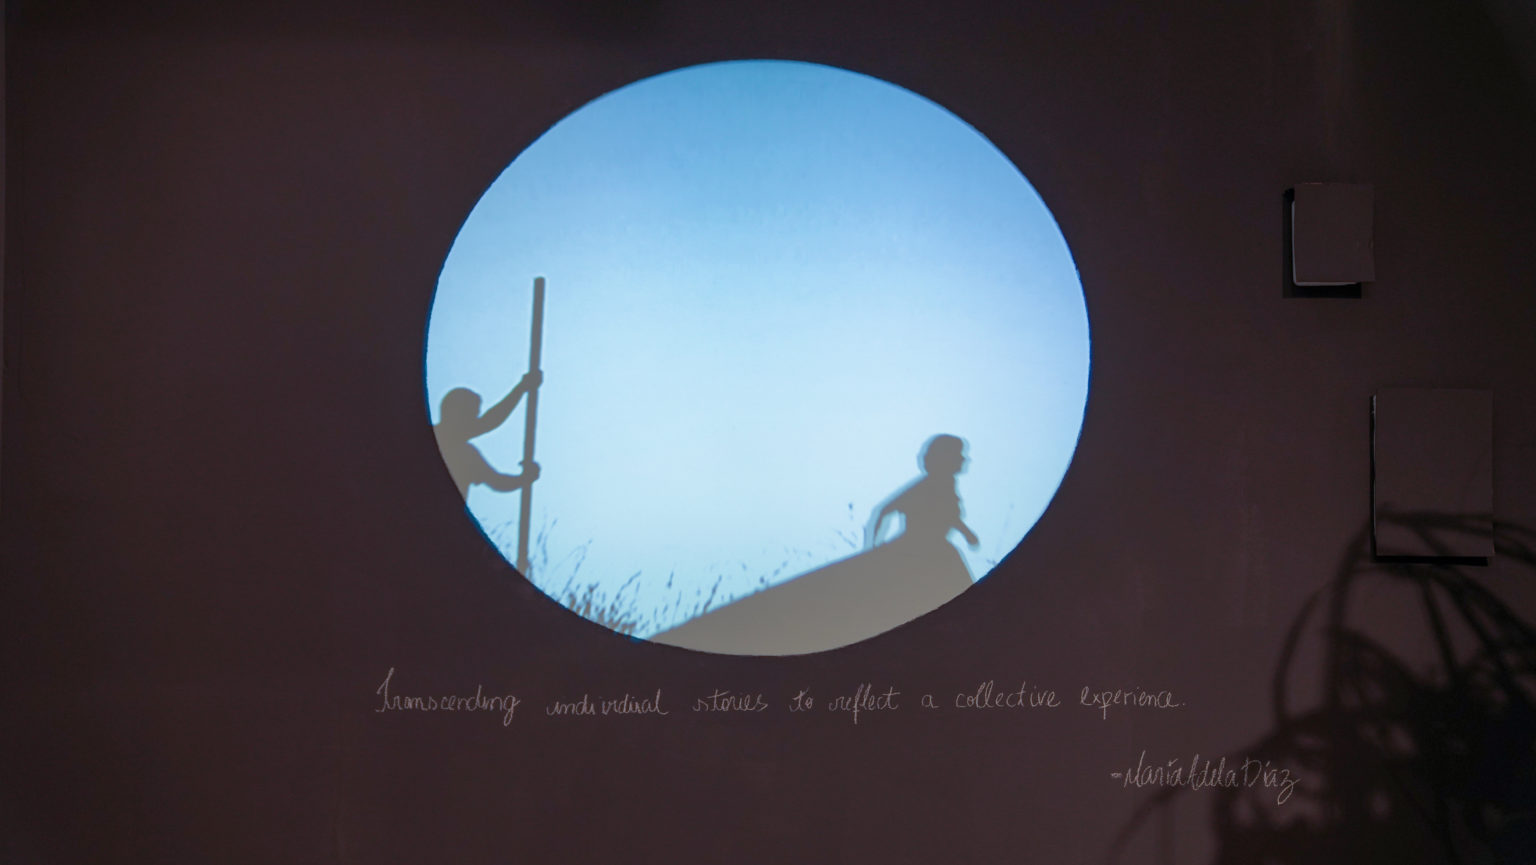 Transcending individual stories to reflect a collective experience.
-María Adela Díaz